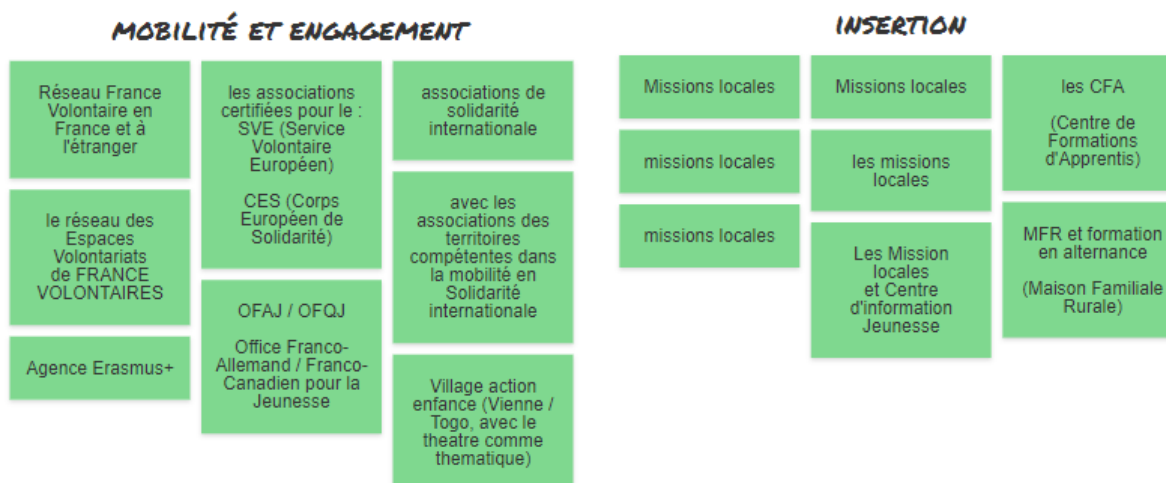 MOBILITÉ ET ENGAGEMENT
Réseau France
Volontaire en
France et à
l'étranger
le réseau des
Espaces
Volontariats
de FRANCE
VOLONTAIRES
Agence Erasmus+
les associations
certifiées pour le :
SVE (Service
Volontaire
Européen)
CES (Corps
Européen de
Solidarité)
OFAJ / OFQJ
Office Franco-
Allemand / Franco-
Canadien pour la
Jeunesse
associations de
solidarité
internationale
avec les
associations des
territoires
compétentes dans
la mobilité en
Solidarité
internationale
Village action
enfance (Vienne /
Togo, avec le
theatre comme
thematique)
INSERTION
Missions locales
missions locales
missions locales
Missions locales
les missions
locales
Les Mission
locales
et Centre
d'information
Jeunesse
les CFA
(Centre de
Formations
d'Apprentis)
MFR et formation
en alternance
(Maison Familiale
Rurale)